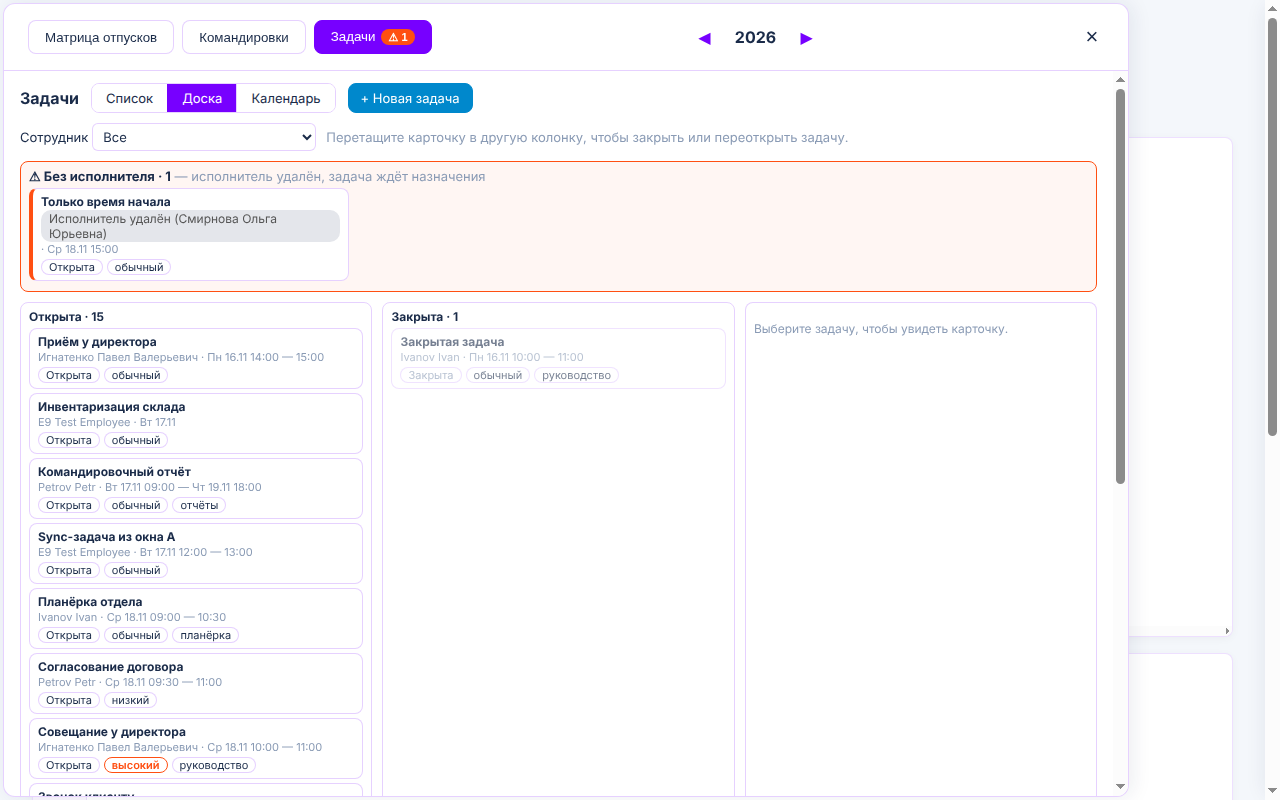 Матрица отпусков
Командировки
Задачи ⚠ 1
◀ 2026 ▶
✕
Задачи
Список
Доска
Календарь
+ Новая задача
Сотрудник
Все
Перетащите карточку в другую колонку, чтобы закрыть или переоткрыть задачу.
⚠ Без исполнителя · 1 — исполнитель удалён, задача ждёт назначения
Только время начала
Исполнитель удалён (Смирнова Ольга
Юрьевна)
· Ср 18.11 15:00
Открыта обычный
Открыта · 15
Приём у директора
Игнатенко Павел Валерьевич · Пн 16.11 14:00 — 15:00
Открыта обычный
Инвентаризация склада
E9 Test Employee · Вт 17.11
Открыта обычный
Командировочный отчёт
Petrov Petr · Вт 17.11 09:00 — Чт 19.11 18:00
Открыта обычный отчёты
Sync-задача из окна A
E9 Test Employee · Вт 17.11 12:00 — 13:00
Открыта обычный
Планёрка отдела
Ivanov Ivan · Ср 18.11 09:00 — 10:30
Открыта обычный планёрка
Согласование договора
Petrov Petr · Ср 18.11 09:30 — 11:00
Открыта низкий
Совещание у директора
Игнатенко Павел Валерьевич · Ср 18.11 10:00 — 11:00
Открыта высокий руководство
Закрыта · 1
Закрытая задача
Ivanov Ivan · Пн 16.11 10:00 — 11:00
Закрыта обычный руководство
Выберите задачу, чтобы увидеть карточку.